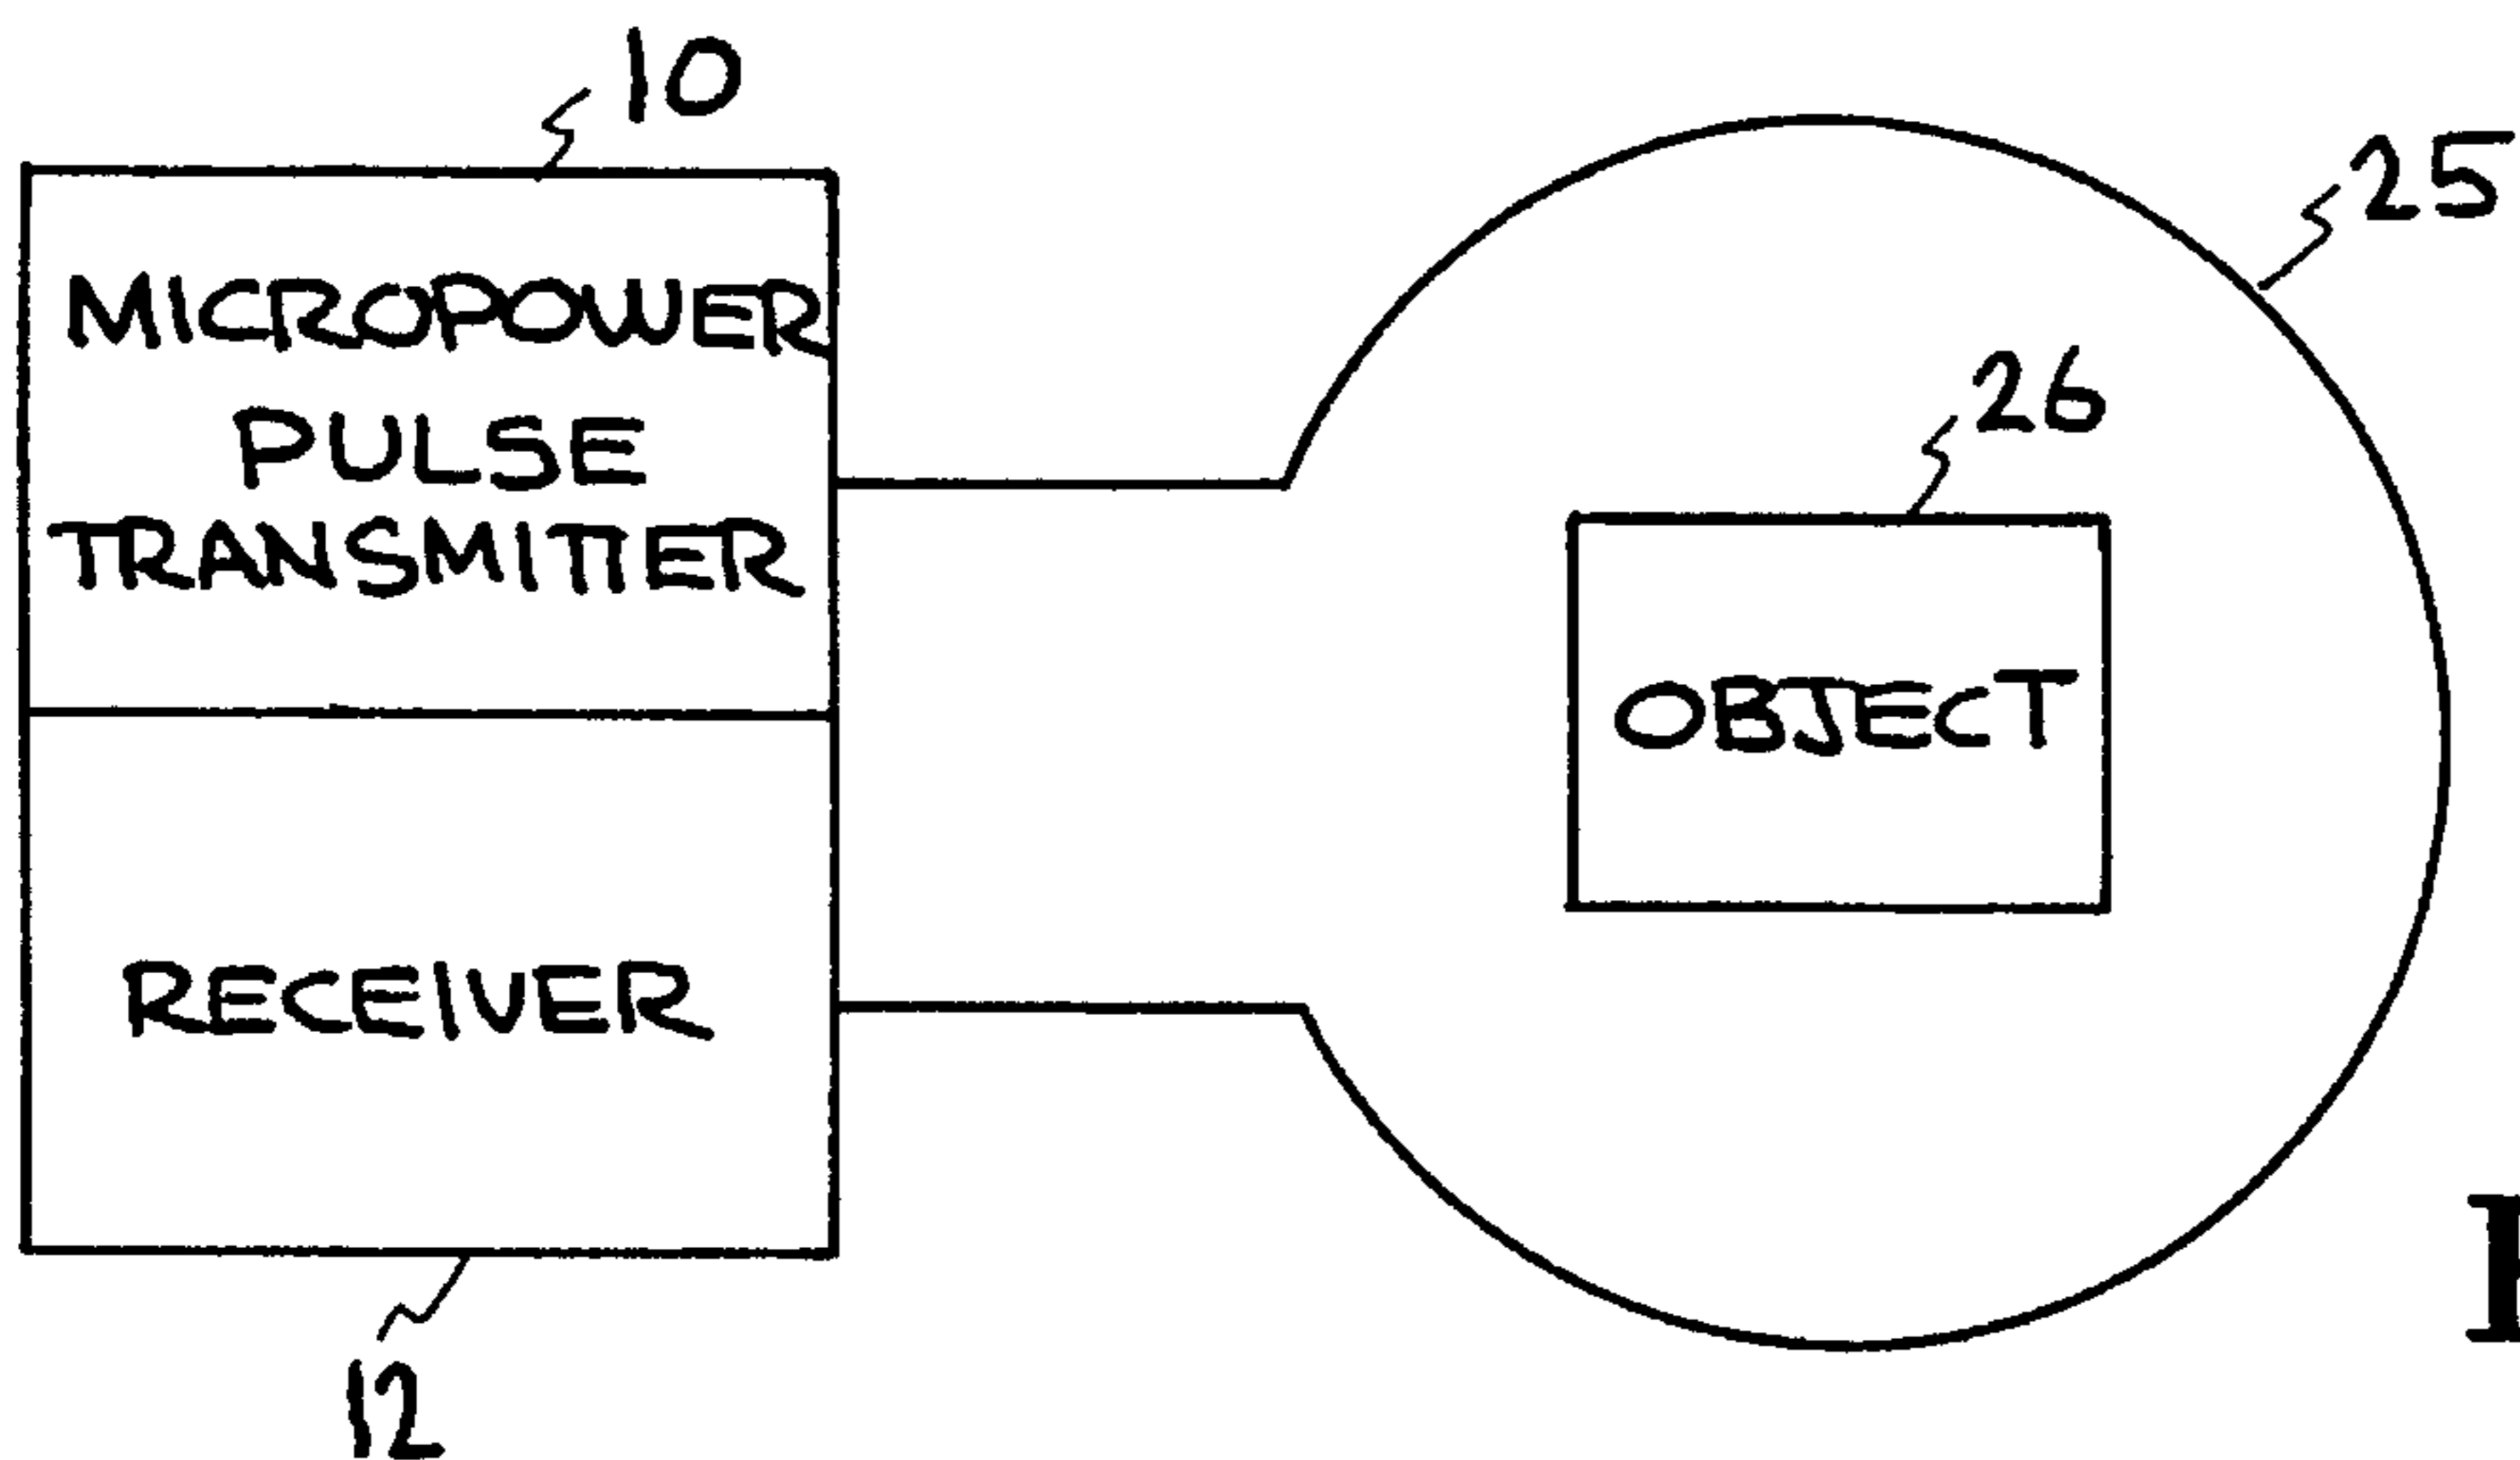 10
25
MICROPOWER
PULSE
TRANSMITTER
26
OBJECT
RECEIVER
12